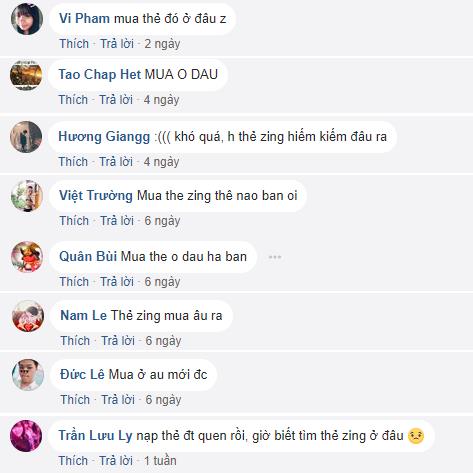 Vi Pham mua thẻ đó ở đâu z
Thích · Trả lời · 2 ngày
Tao Chap Het MUA O DAU
Thích · Trả lời · 4 ngày
Hương Giangg :((( khó quá, h thẻ zing hiếm kiếm đâu ra
Thích · Trả lời · 4 ngày
Việt Trường Mua the zing thê nao ban oi
Thích · Trả lời · 6 ngày
Quân Bùi Mua the o dau ha ban
Thích · Trả lời · 6 ngày
Nam Le Thẻ zing mua âu ra
Thích · Trả lời · 6 ngày
Đức Lê Mua ở au mới đc
Thích · Trả lời · 6 ngày
Trần Lưu Ly nạp thẻ đt quen rồi, giờ biết tìm thẻ zing ở đâu 😒
Thích · Trả lời · 1 tuần